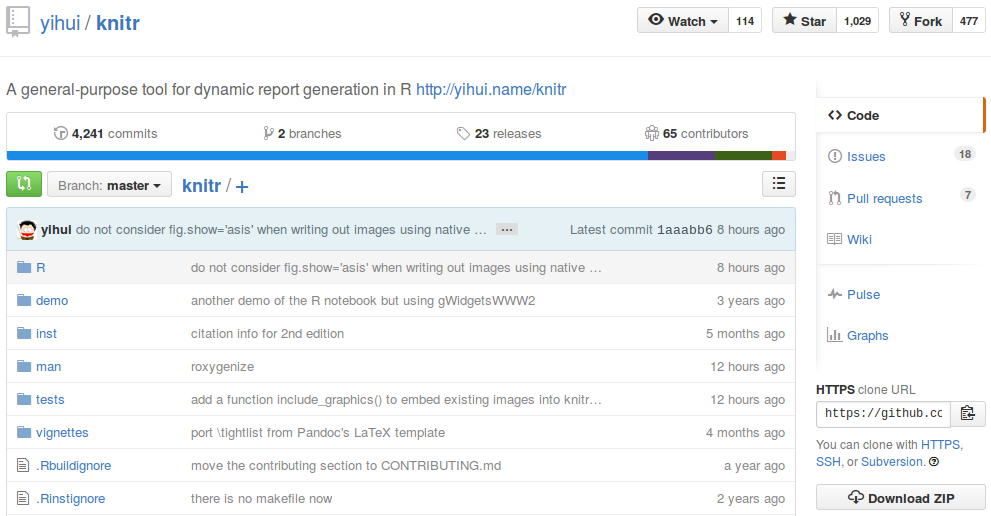 yihui / knitr
Watch 114 Star 1,029 Fork 477
A general-purpose tool for dynamic report generation in R http://yihui.name/knitr
4,241 commits 2 branches 23 releases 65 contributors
Branch: master knitr / +
yihui do not consider fig.show='asis' when writing out images using native … … Latest commit 1aaabb6 8 hours ago
R do not consider fig.show='asis' when writing out images using native … 8 hours ago
demo another demo of the R notebook but using gWidgetsWWW2 3 years ago
inst citation info for 2nd edition 5 months ago
man roxygenize 12 hours ago
tests add a function include_graphics() to embed existing images into knitr… 12 hours ago
vignettes port \tightlist from Pandoc's LaTeX template 4 months ago
.Rbuildignore move the contributing section to CONTRIBUTING.md a year ago
.Rinstignore there is no makefile now 2 years ago
Code
Issues 18
Pull requests 7
Wiki
Pulse
Graphs
HTTPS clone URL
https://github.cc
You can clone with HTTPS,
SSH, or Subversion.
Download ZIP